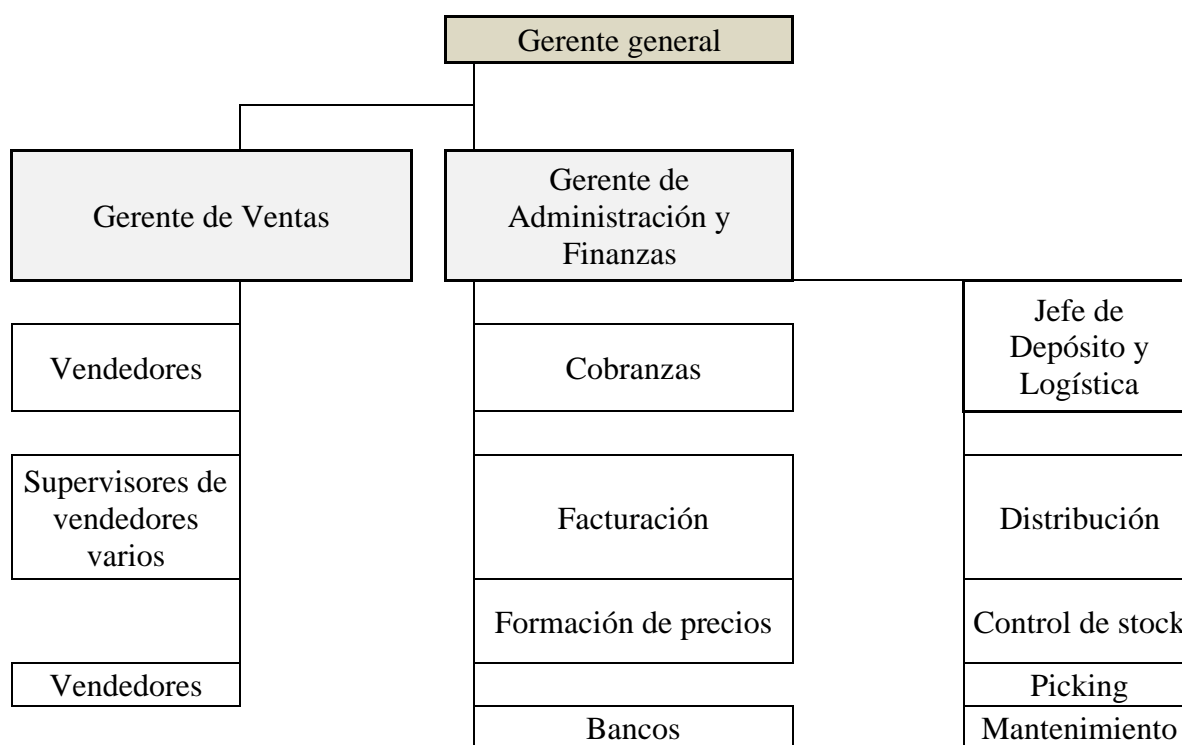 Gerente general
Gerente de Ventas
Gerente de
Administración y
Finanzas
Jefe de
Depósito y
Logística
Vendedores
Cobranzas
Supervisores de
vendedores
varios
Facturación
Distribución
Formación de precios
Control de stock
Vendedores
Picking
Bancos
Mantenimiento